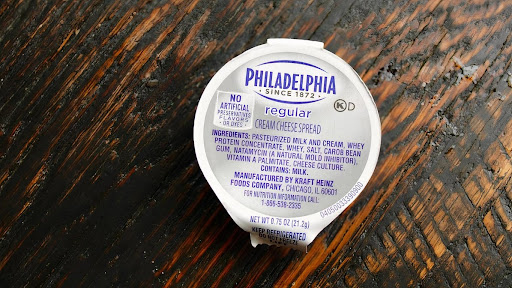 PHILADELPHIA
• SINCE 1872 •
K D
regular
NO
ARTIFICIAL
PRESERVATIVES
FLAVORS
OR DYES
CREAM CHEESE SPREAD
INGREDIENTS: PASTEURIZED MILK AND CREAM, WHEY
PROTEIN CONCENTRATE, WHEY, SALT, CAROB BEAN
GUM, NATAMYCIN (A NATURAL MOLD INHIBITOR),
VITAMIN A PALMITATE, CHEESE CULTURE.
CONTAINS: MILK.
MANUFACTURED BY KRAFT HEINZ
FOODS COMPANY, CHICAGO, IL 60601
FOR NUTRITION INFORMATION CALL:
NET WT 0.75 OZ (21.2g)
KEEP REFRIGERATED